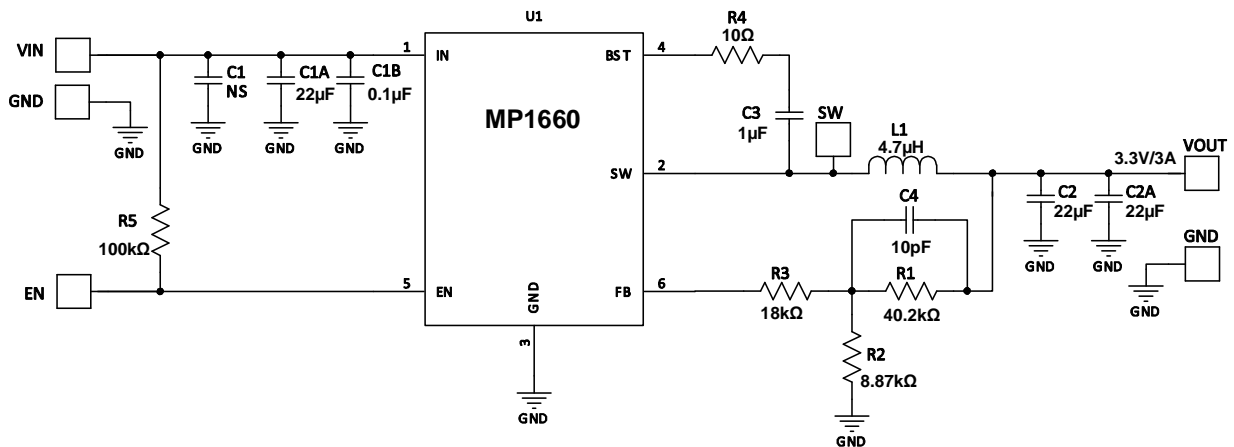 U1
VIN
GND
GND
C1
NS
GND
C1A
22µF
GND
C1B
0.1µF
GND
R5
100kΩ
EN
1
IN
5
EN
MP1660
GND
3
GND
BST
4
SW
2
FB
6
R4
10Ω
C3
1µF
SW
L1
4.7µH
C4
10pF
R3
18kΩ
R1
40.2kΩ
R2
8.87kΩ
GND
3.3V/3A
VOUT
C2
22µF
GND
C2A
22µF
GND
GND
GND